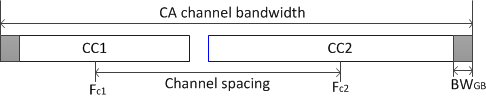 CA channel bandwidth
CC1
CC2
Channel spacing
Fc1
Fc2
BWGB